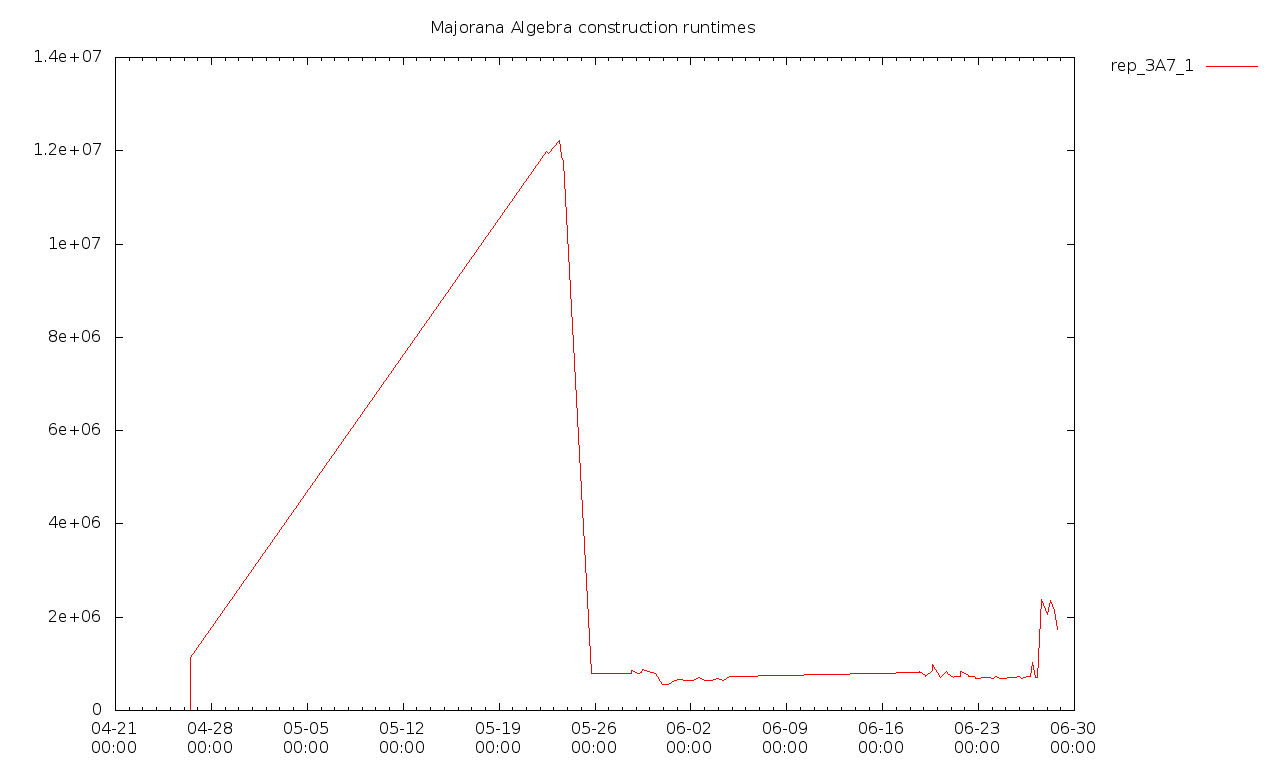 Majorana Algebra construction runtimes
rep_3A7_1
1.4e+07
1.2e+07
1e+07
8e+06
6e+06
4e+06
2e+06
0
04-21 04-28 05-05 05-12 05-19 05-26 06-02 06-09 06-16 06-23 06-30
00:00 00:00 00:00 00:00 00:00 00:00 00:00 00:00 00:00 00:00 00:00